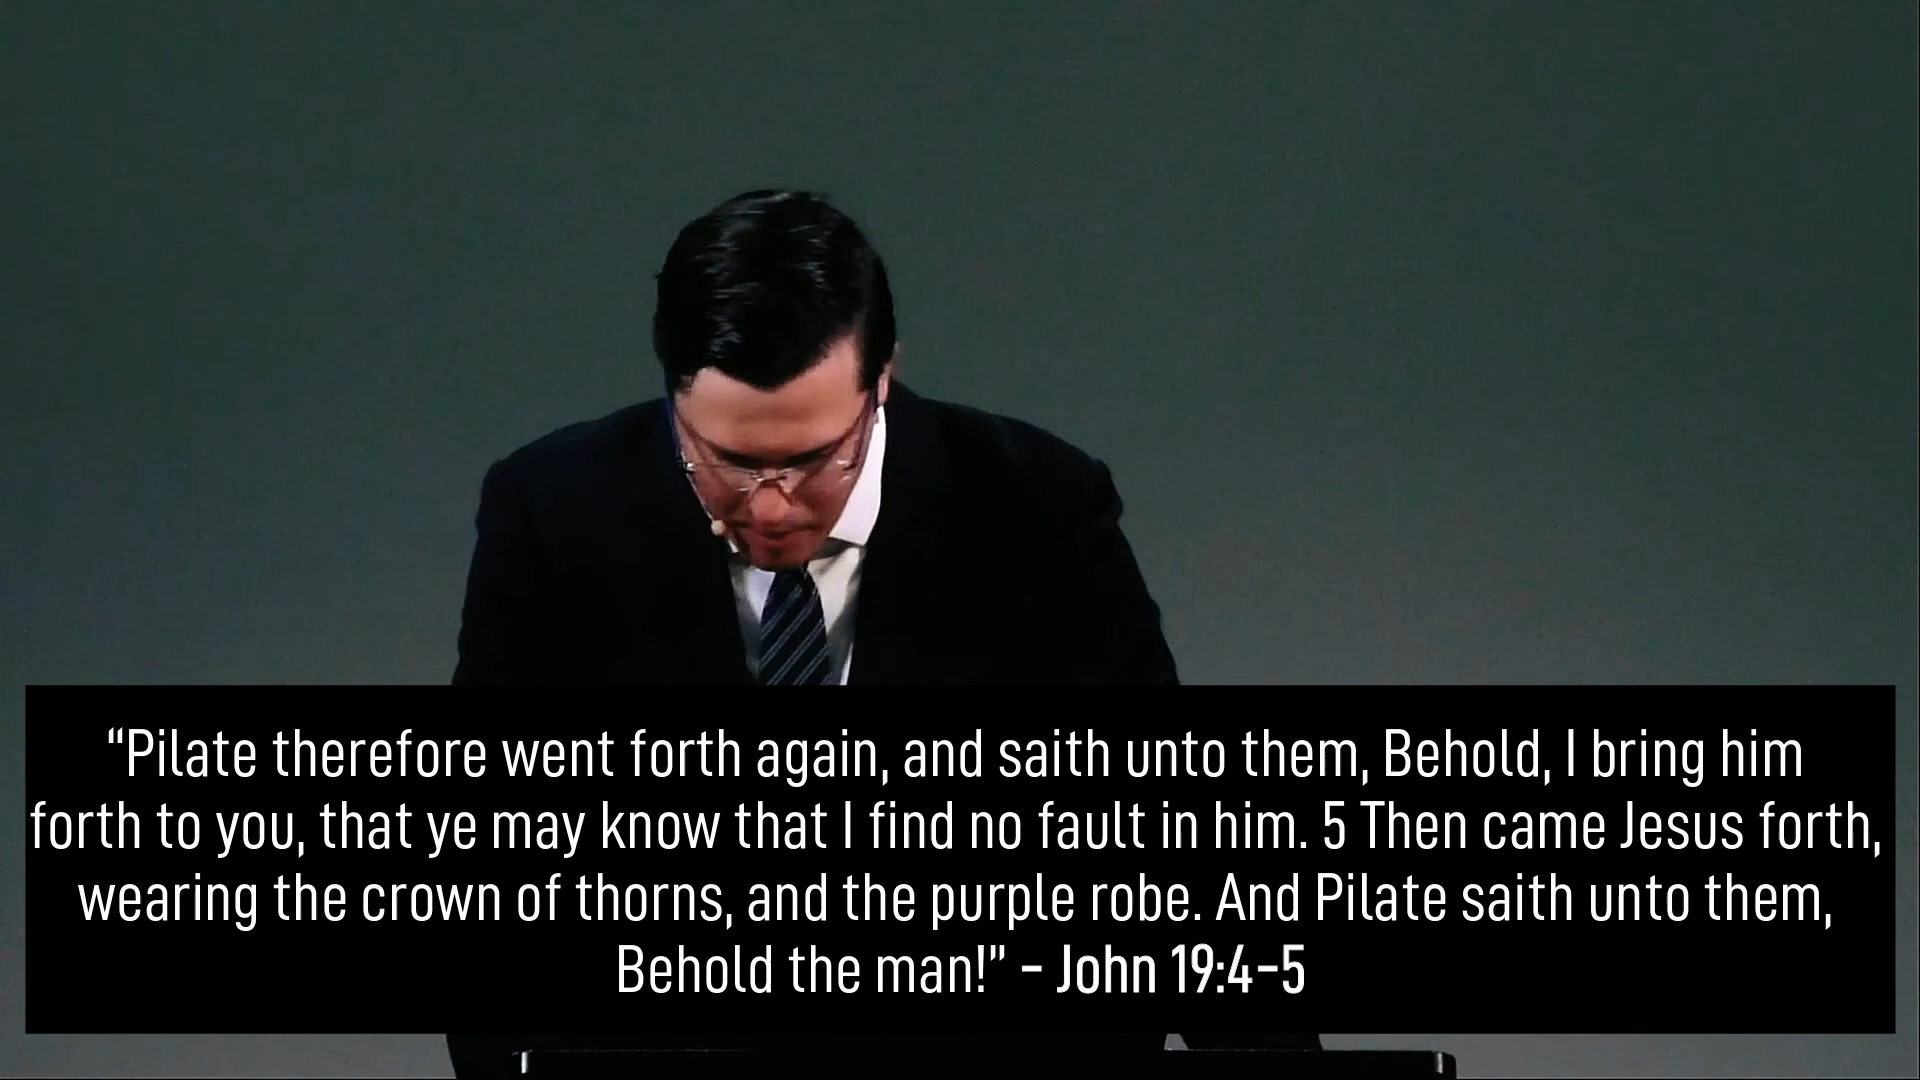 “Pilate therefore went forth again, and saith unto them, Behold, I bring him
forth to you, that ye may know that I find no fault in him. 5 Then came Jesus forth,
wearing the crown of thorns, and the purple robe. And Pilate saith unto them,
Behold the man!” – John 19:4–5